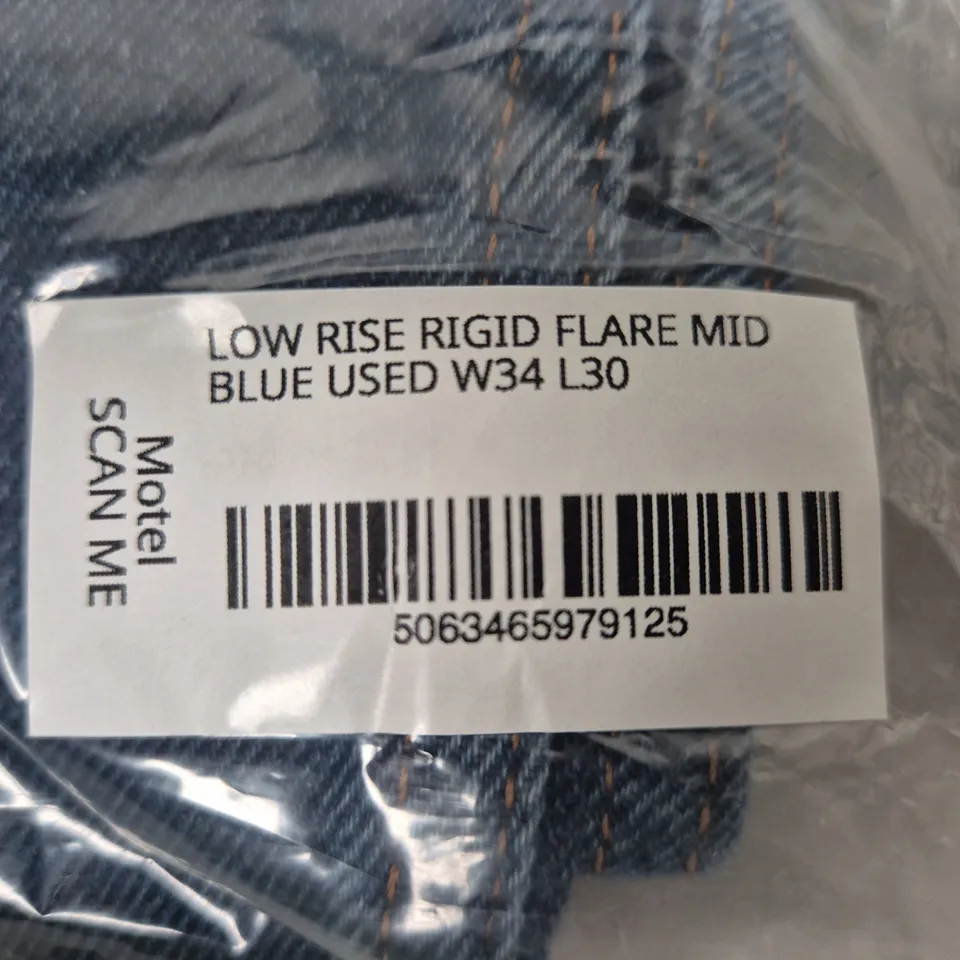 LOW RISE RIGID FLARE MID
BLUE USED W34 L30
Motel
SCAN ME
5063465979125